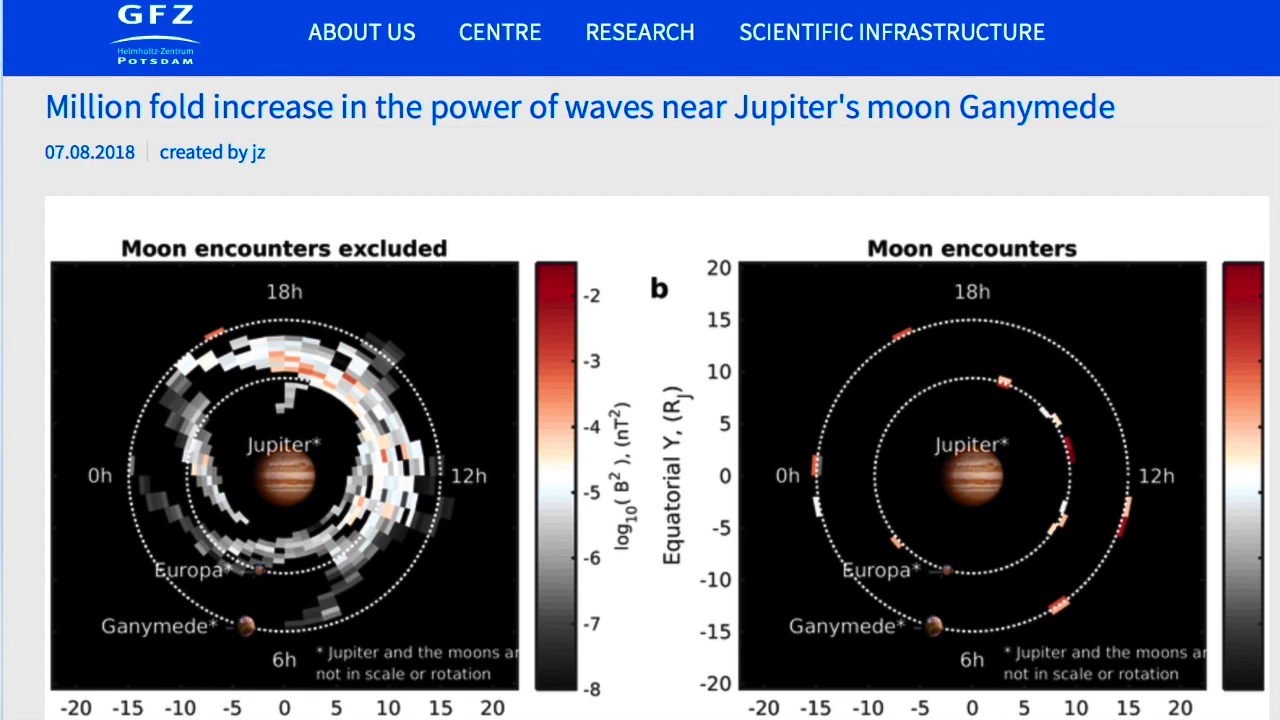 GFZ
Helmholtz-Zentrum
POTSDAM
ABOUT US CENTRE RESEARCH SCIENTIFIC INFRASTRUCTURE
Million fold increase in the power of waves near Jupiter's moon Ganymede
07.08.2018 created by jz
Moon encounters excluded
18h
Jupiter*
0h
12h
Europa*
Ganymede*
6h
* Jupiter and the moons ar
not in scale or rotation
-20 -15 -10 -5 0 5 10 15 20
-2
-3
-4
-5
-6
-7
-8
log10( B² ), (nT²)
b
Moon encounters
Equatorial Y, (RJ)
20
15
10
5
0
-5
-10
-15
-20
18h
Jupiter*
0h
12h
Europa*
Ganymede*
6h
* Jupiter and the moons ar
not in scale or rotation
-20 -15 -10 -5 0 5 10 15 20